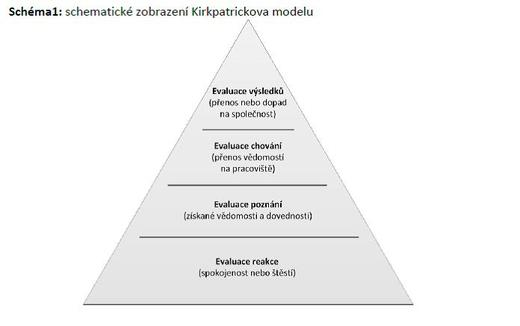 Schéma1: schematické zobrazení Kirkpatrickova modelu
Evaluace výsledků
(přenos nebo dopad
na společnost)
Evaluace chování
(přenos vědomostí
na pracoviště)
Evaluace poznání
(získané vědomosti a dovednosti)
Evaluace reakce
(spokojenost nebo štěstí)